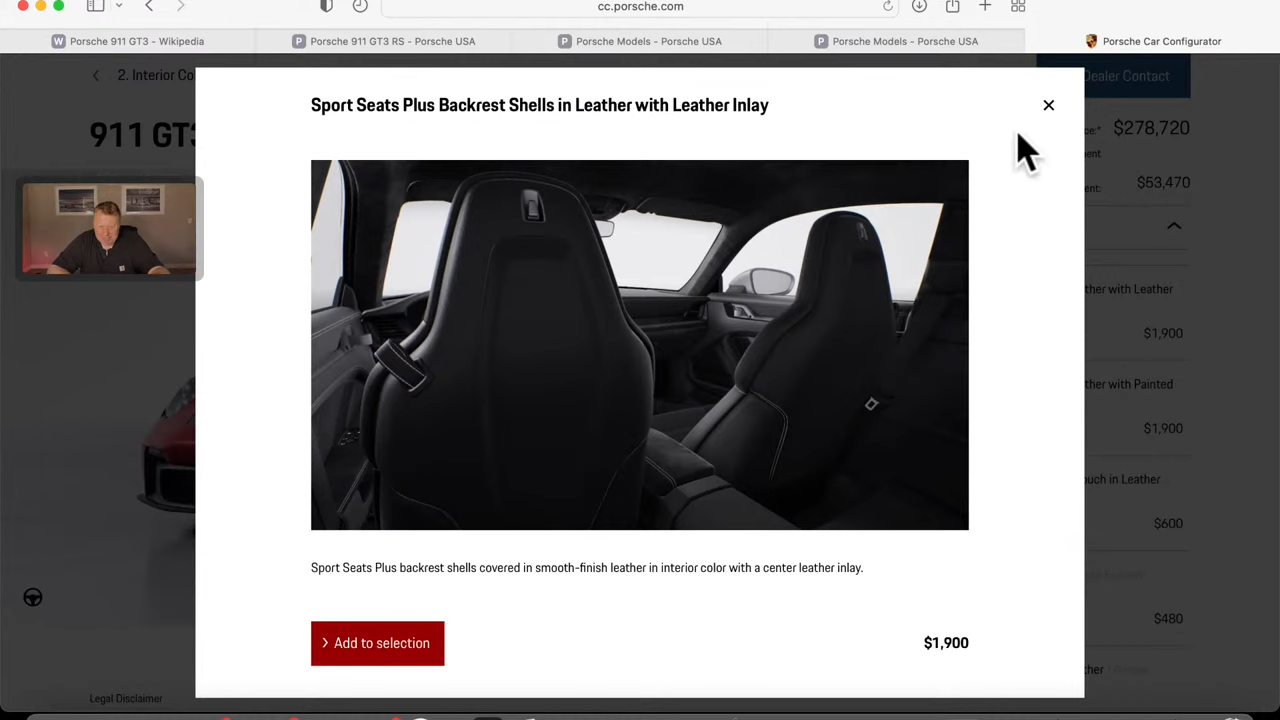 cc.porsche.com
W Porsche 911 GT3 - Wikipedia
P Porsche 911 GT3 RS - Porsche USA
P Porsche Models - Porsche USA
P Porsche Models - Porsche USA
Porsche Car Configurator
2. Interior Co
Dealer Contact
911 GT3
Sport Seats Plus Backrest Shells in Leather with Leather Inlay
ce:* $278,720
ment
ent: $53,470
ther with Leather
$1,900
ther with Painted
$1,900
uch in Leather
$600
$480
ther
Sport Seats Plus backrest shells covered in smooth-finish leather in interior color with a center leather inlay.
Add to selection
$1,900
Legal Disclaimer